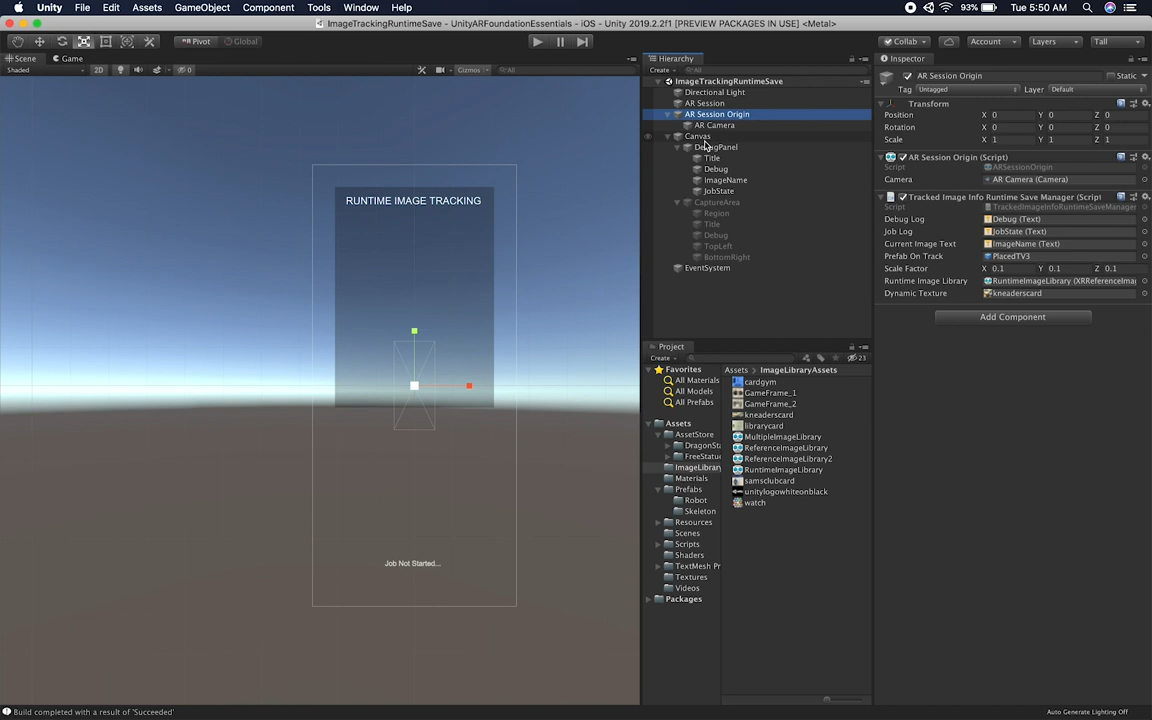 Unity File Edit Assets GameObject Component Tools Window Help 93% Tue 5:50 AM
ImageTrackingRuntimeSave - UnityARFoundationEssentials - iOS - Unity 2019.2.2f1 [PREVIEW PACKAGES IN USE] <Metal>
Pivot Global Collab Account Layers Tall
Scene Game
Shaded 2D 0 Gizmos All
RUNTIME IMAGE TRACKING
Job Not Started...
Hierarchy
Create All
ImageTrackingRuntimeSave
Directional Light
AR Session
AR Session Origin
AR Camera
Canvas
DebugPanel
Title
Debug
ImageName
JobState
CaptureArea
Region
Title
Debug
TopLeft
BottomRight
EventSystem
Project
Create 23
Favorites
All Materials
All Models
All Prefabs
Assets
AssetStore
DragonSta
FreeStatue
ImageLibrary
Materials
Prefabs
Robot
Skeleton
Resources
Scenes
Scripts
Shaders
TextMesh Pr
Textures
Videos
Packages
Assets > ImageLibraryAssets
cardgym
GameFrame_1
GameFrame_2
kneaderscard
librarycard
MultipleImageLibrary
ReferenceImageLibrary
ReferenceImageLibrary2
RuntimeImageLibrary
samsclubcard
unitylogowhiteonblack
watch
Inspector
AR Session Origin Static
Tag Untagged Layer Default
Transform
Position X 0 Y 0 Z 0
Rotation X 0 Y 0 Z 0
Scale X 1 Y 1 Z 1
AR Session Origin (Script)
Script ARSessionOrigin
Camera AR Camera (Camera)
Tracked Image Info Runtime Save Manager (Script
Script TrackedImageInfoRuntimeSaveManager
Debug Log Debug (Text)
Job Log JobState (Text)
Current Image Text ImageName (Text)
Prefab On Track PlacedTV3
Scale Factor X 0.1 Y 0.1 Z 0.1
Runtime Image Library RuntimeImageLibrary (XRReferenceImag
Dynamic Texture kneaderscard
Add Component
Build completed with a result of 'Succeeded' Auto Generate Lighting Off